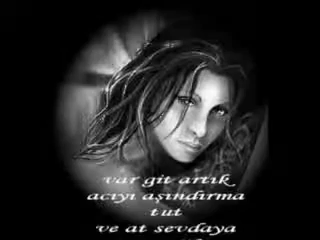 var git artık
acıyı aşındırma
tut
ve at sevdaya